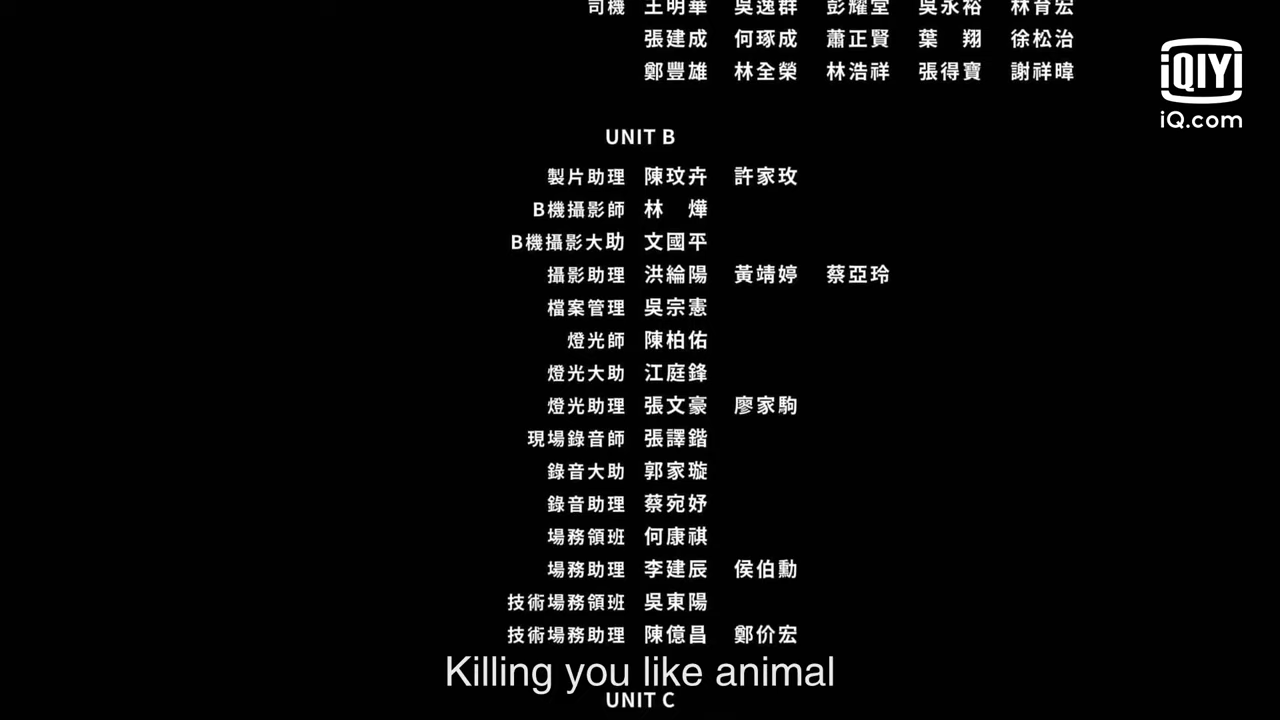 司機 王明華 吳逸群 彭耀堂 吳永裕 林育宏
張建成 何琢成 蕭正賢 葉 翔 徐松治
鄭豐雄 林全榮 林浩祥 張得寶 謝祥暐
iQIYI
iQ.com
UNIT B
製片助理 陳玟卉 許家玫
B機攝影師 林 燁
B機攝影大助 文國平
攝影助理 洪綸陽 黃靖婷 蔡亞玲
檔案管理 吳宗憲
燈光師 陳柏佑
燈光大助 江庭鋒
燈光助理 張文豪 廖家駒
現場錄音師 張譯鍇
錄音大助 郭家璇
錄音助理 蔡宛妤
場務領班 何康祺
場務助理 李建辰 侯伯勳
技術場務領班 吳東陽
技術場務助理 陳億昌 鄭价宏
Killing you like animal
UNIT C